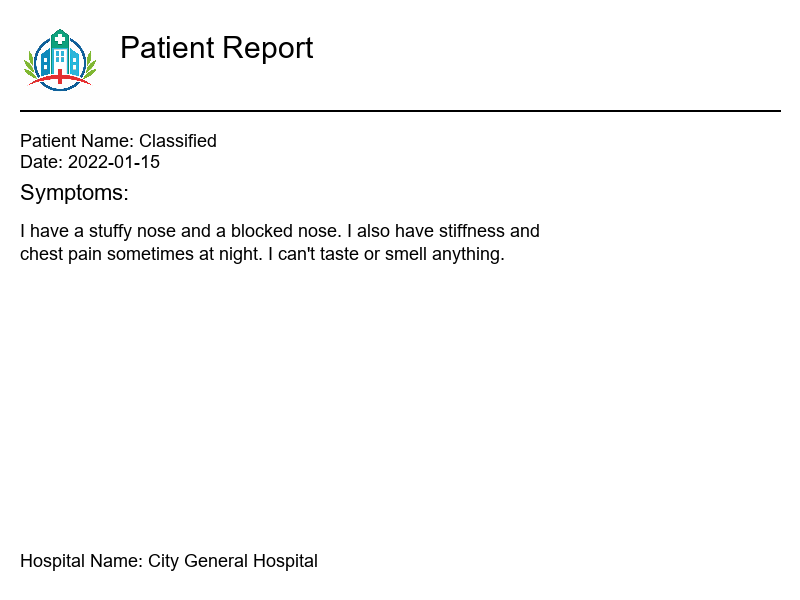 Patient Report
Patient Name: Classified
Date: 2022-01-15
Symptoms:
I have a stuffy nose and a blocked nose. I also have stiffness and
chest pain sometimes at night. I can't taste or smell anything.
Hospital Name: City General Hospital